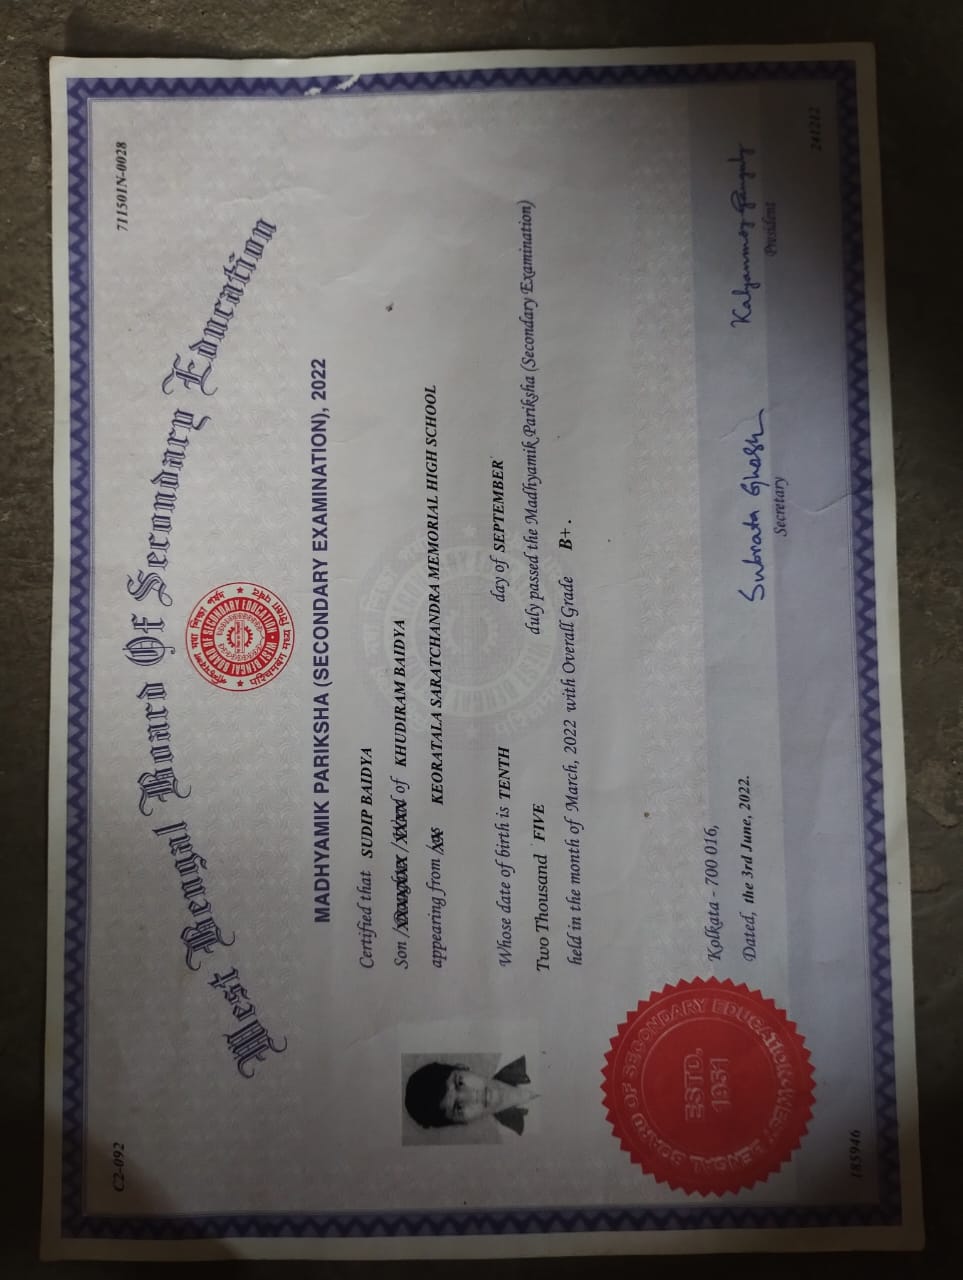 711501N-0028
C2-092
West Bengal Board Of Secondary Education
WEST BENGAL BOARD OF SECONDARY EDUCATION
MADHYAMIK PARIKSHA (SECONDARY EXAMINATION), 2022
Certified that SUDIP BAIDYA
Son / of KHUDIRAM BAIDYA
appearing from / KEORATALA SARATCHANDRA MEMORIAL HIGH SCHOOL
Whose date of birth is TENTH day of SEPTEMBER
Two Thousand FIVE duly passed the Madhyamik Pariksha (Secondary Examination)
held in the month of March, 2022 with Overall Grade B+.
Kolkata - 700 016,
Dated, the 3rd June, 2022.
Subrata Ghosh
Secretary
Kalyanmoy Ganguly
President
WEST BENGAL BOARD OF SECONDARY EDUCATION
ESTD.
1951
185946
241212